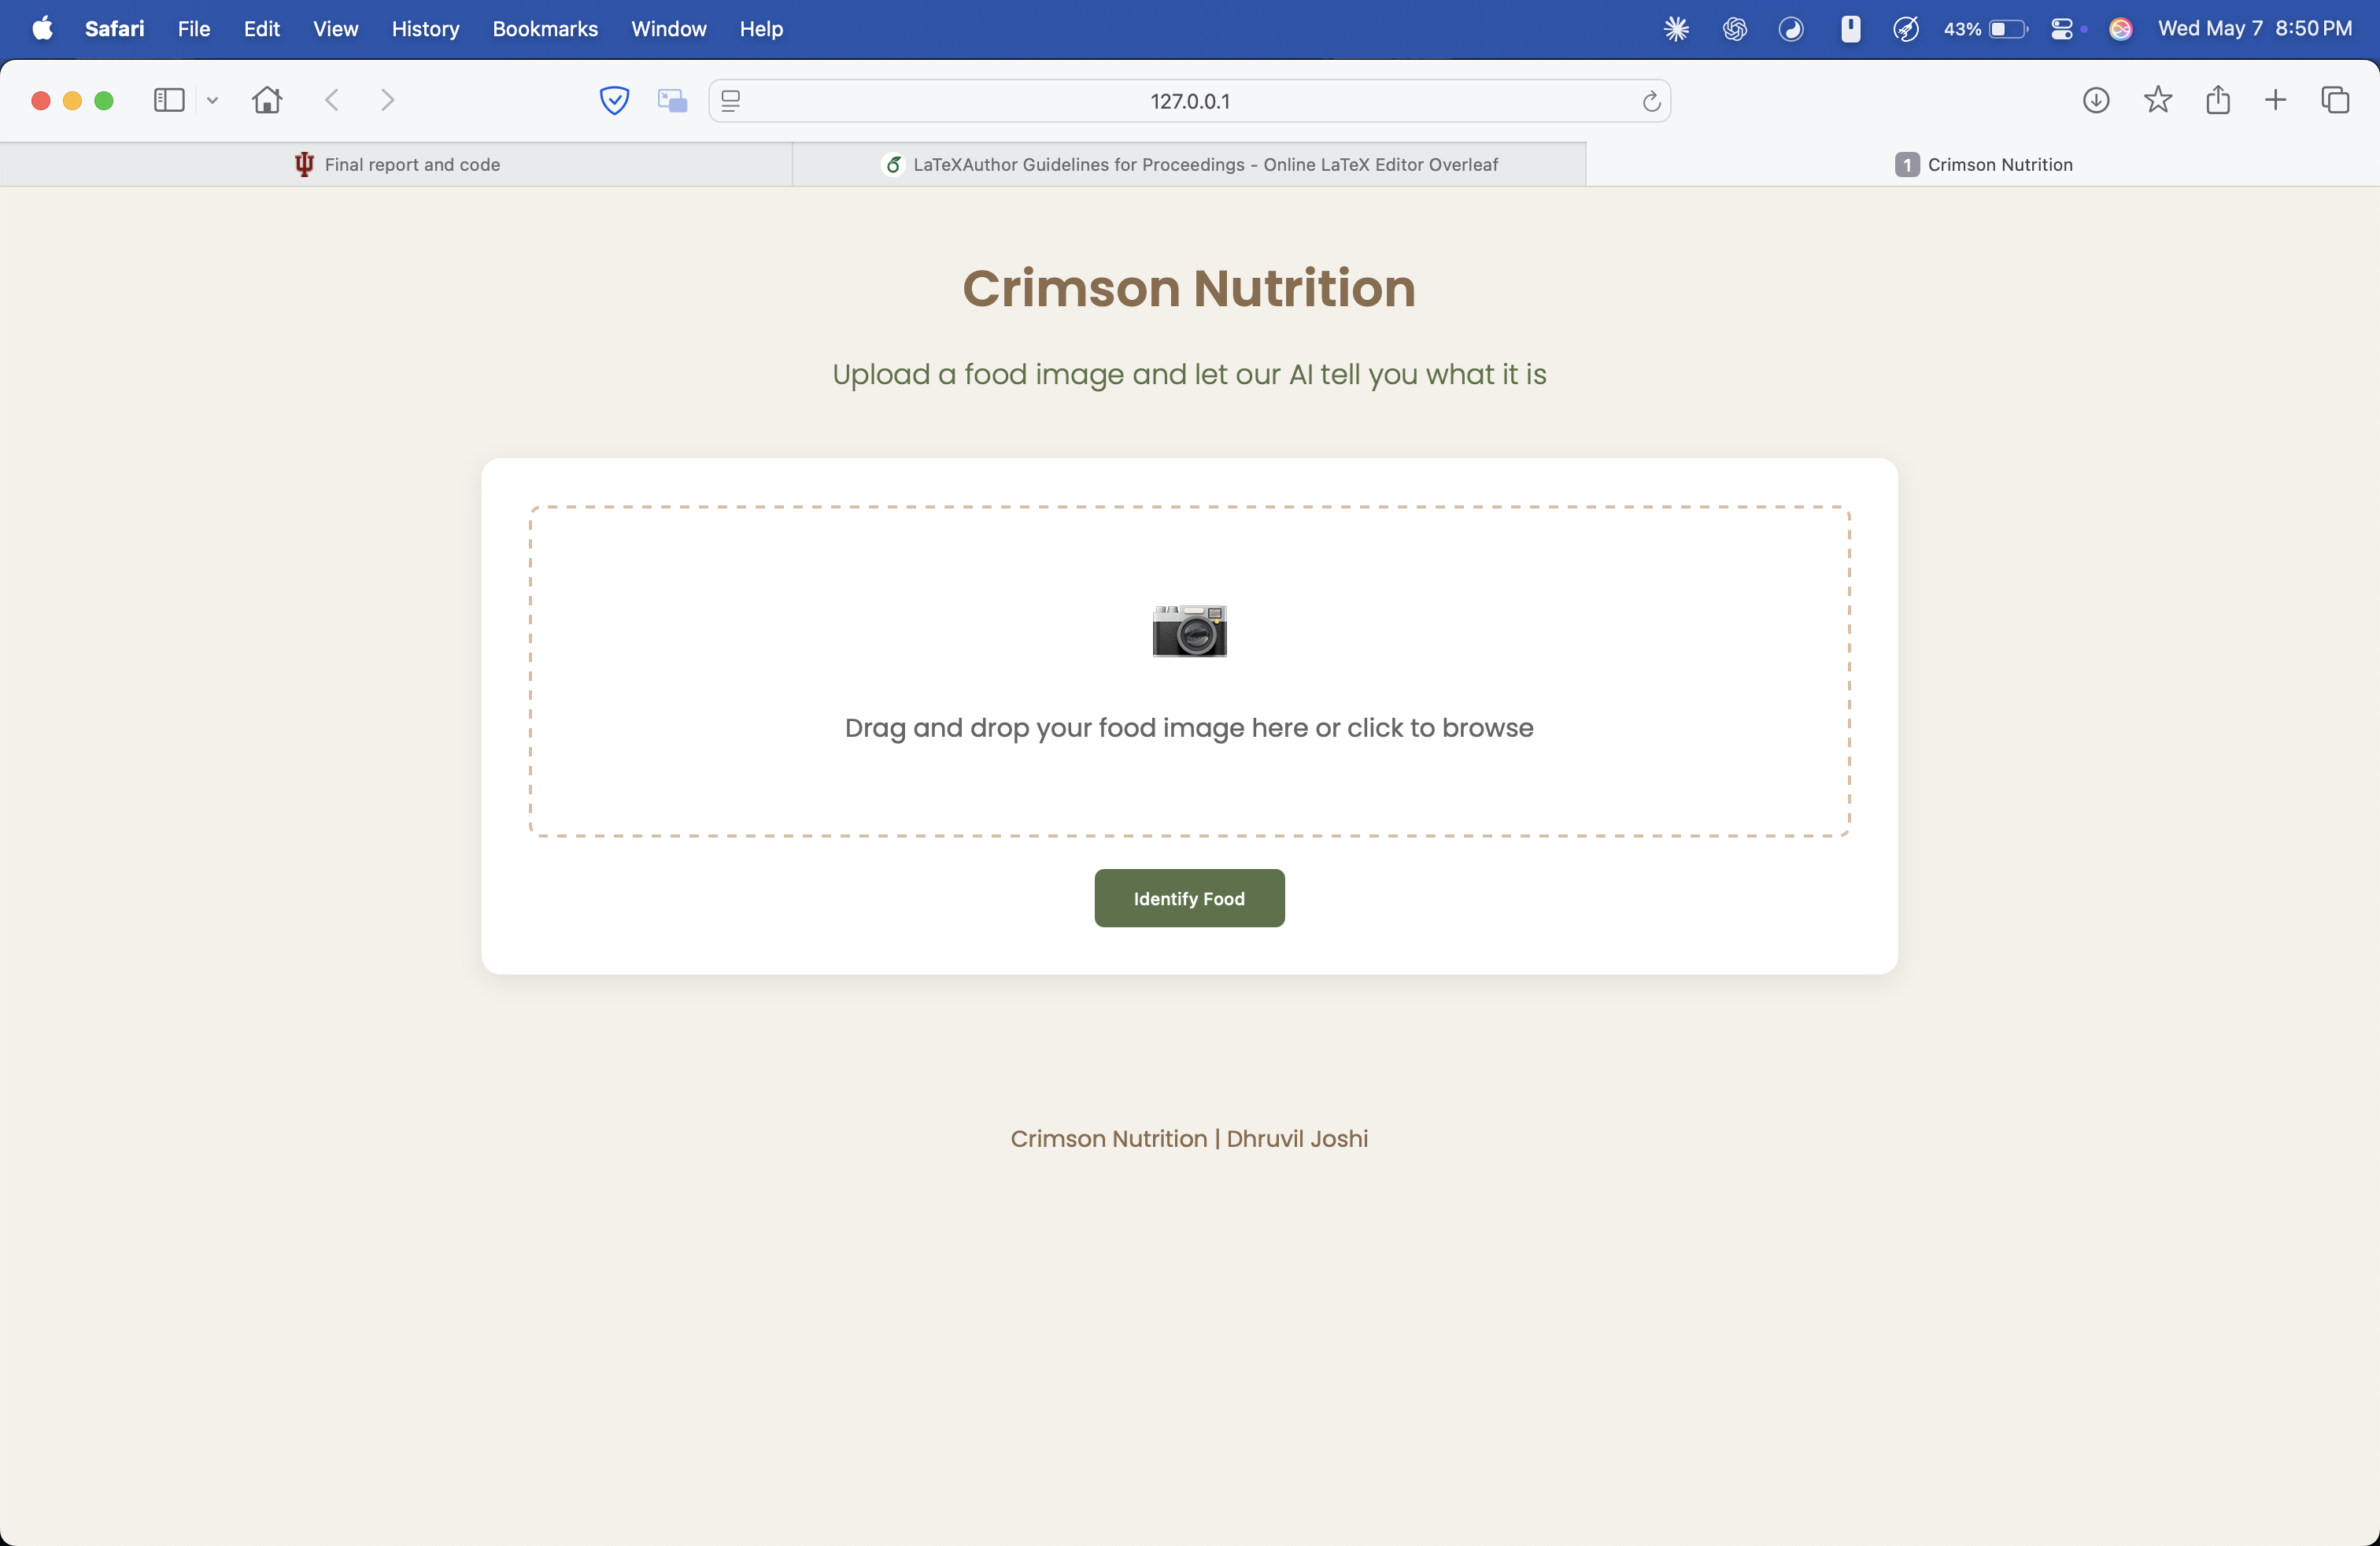 Safari File Edit View History Bookmarks Window Help 43% Wed May 7 8:50 PM
127.0.0.1
Final report and code
LaTeXAuthor Guidelines for Proceedings - Online LaTeX Editor Overleaf
1 Crimson Nutrition
Crimson Nutrition
Upload a food image and let our AI tell you what it is
Drag and drop your food image here or click to browse
Identify Food
Crimson Nutrition | Dhruvil Joshi